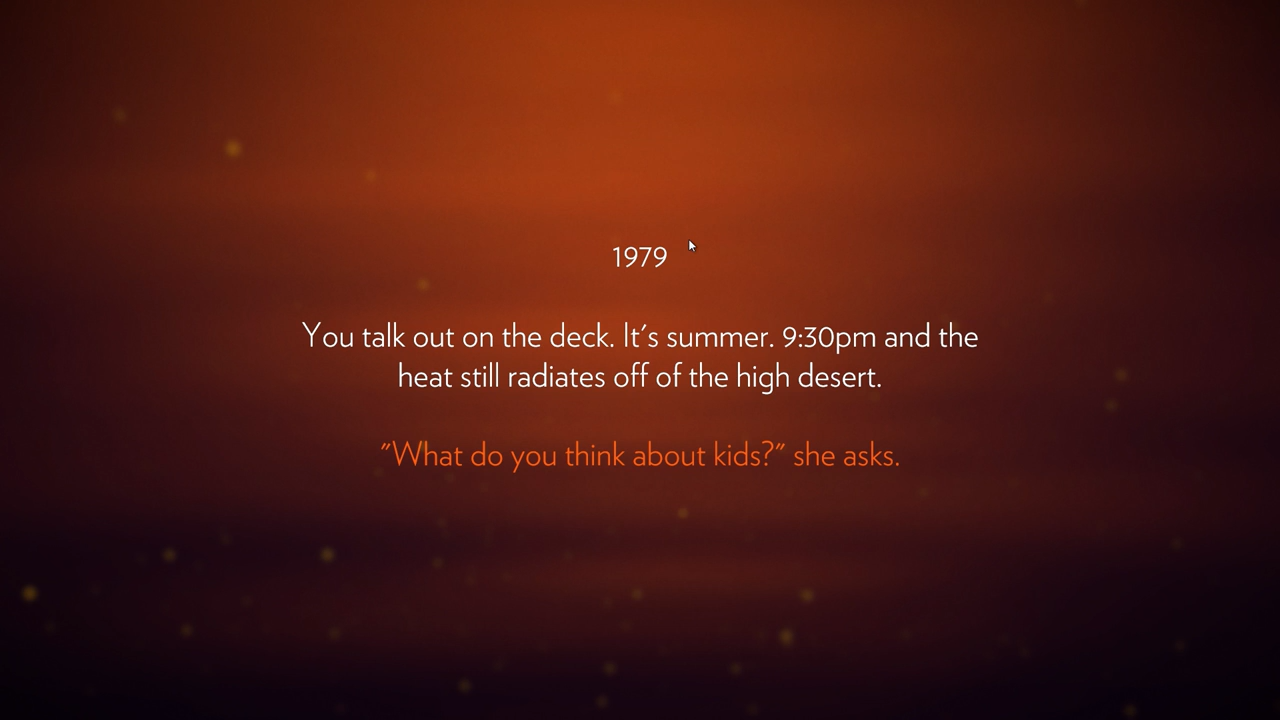 1979
You talk out on the deck. It's summer. 9:30pm and the
heat still radiates off of the high desert.
"What do you think about kids?" she asks.